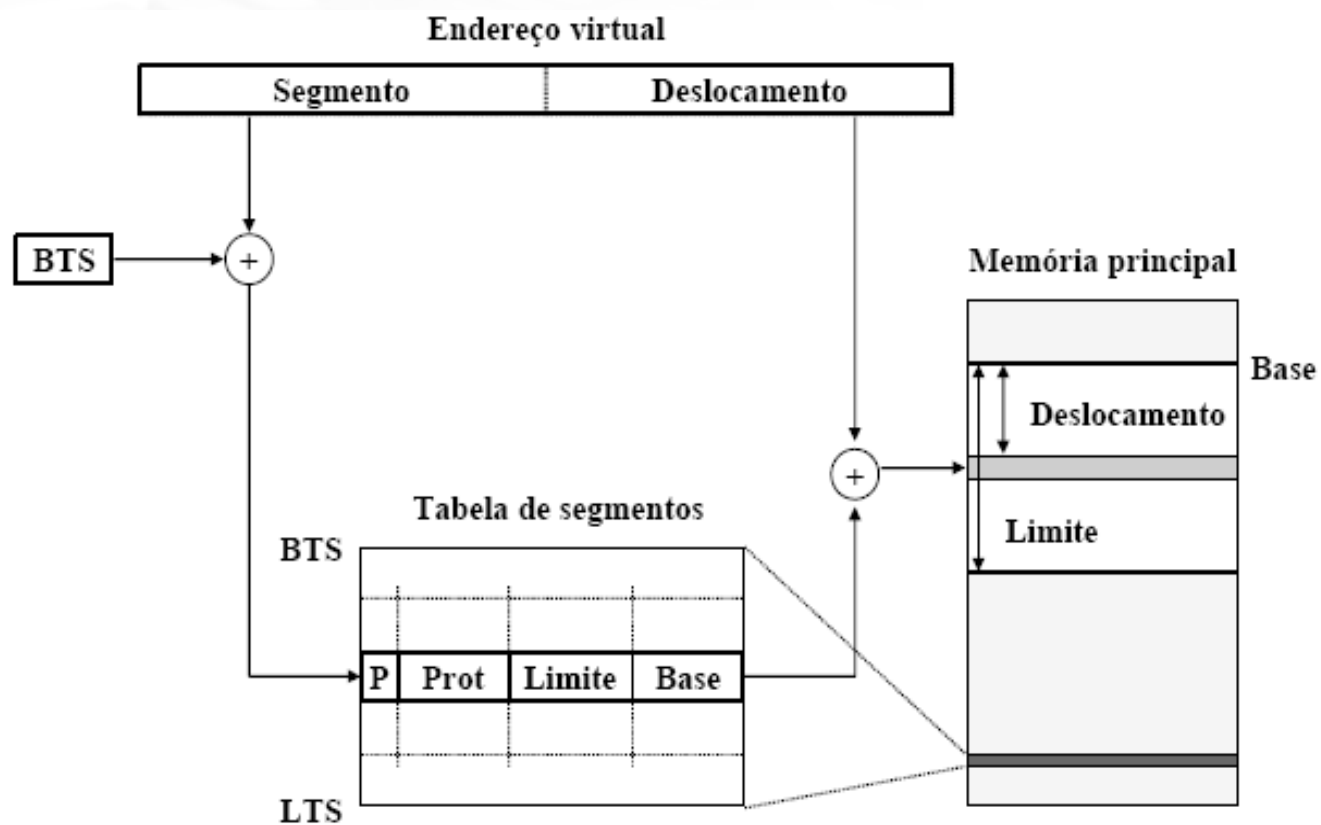 Endereço virtual
Segmento Deslocamento
BTS
+
Memória principal
Base
Deslocamento
+
Tabela de segmentos
Limite
BTS
P Prot Limite Base
LTS